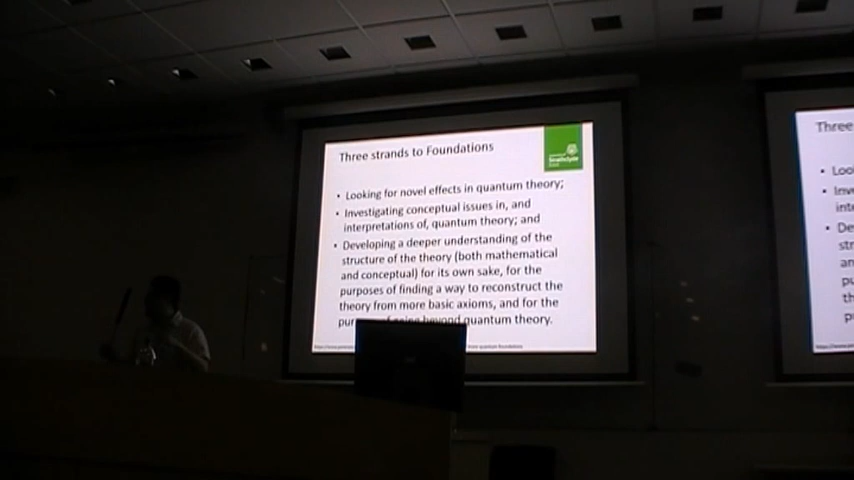 Three strands to Foundations
Strathclyde
• Looking for novel effects in quantum theory;
• Investigating conceptual issues in, and
interpretations of, quantum theory; and
• Developing a deeper understanding of the
structure of the theory (both mathematical
and conceptual) for its own sake, for the
purposes of finding a way to reconstruct the
theory from more basic axioms, and for the
going beyond quantum theory.
Three
• Loo